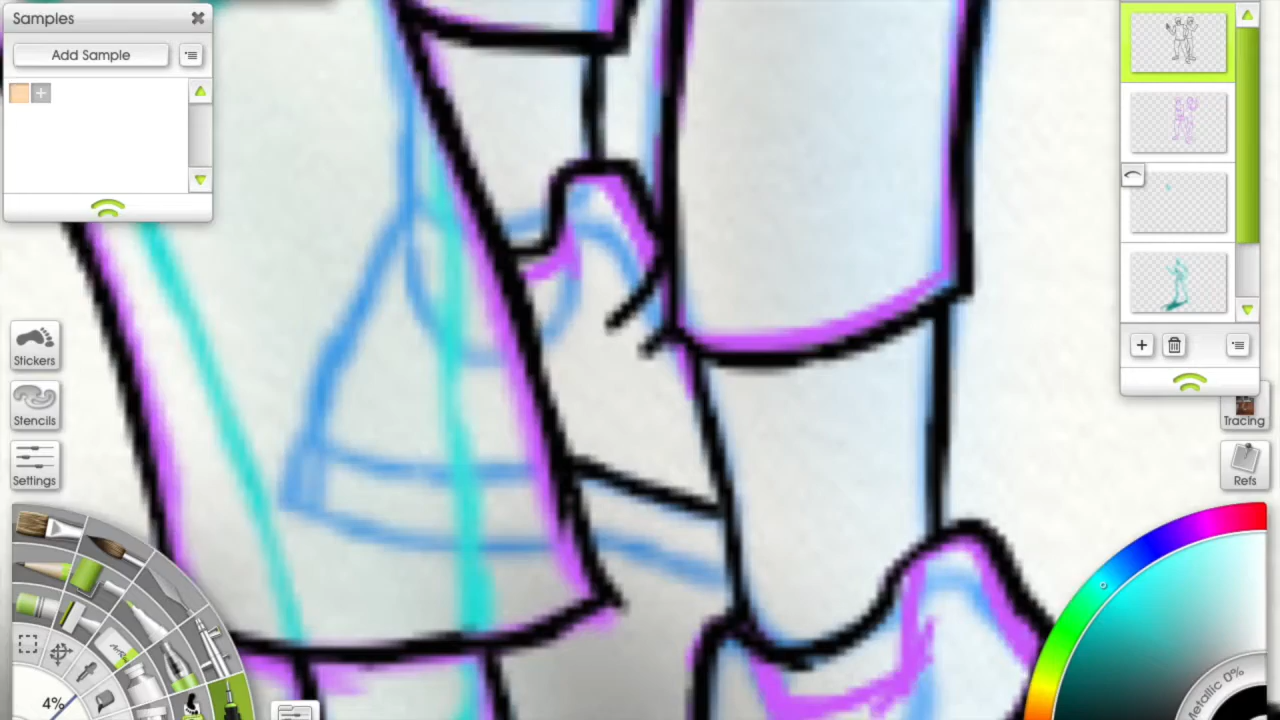 Samples
Add Sample
Stickers
Stencils
Settings
4%
Tracing
Refs
Metallic 0%